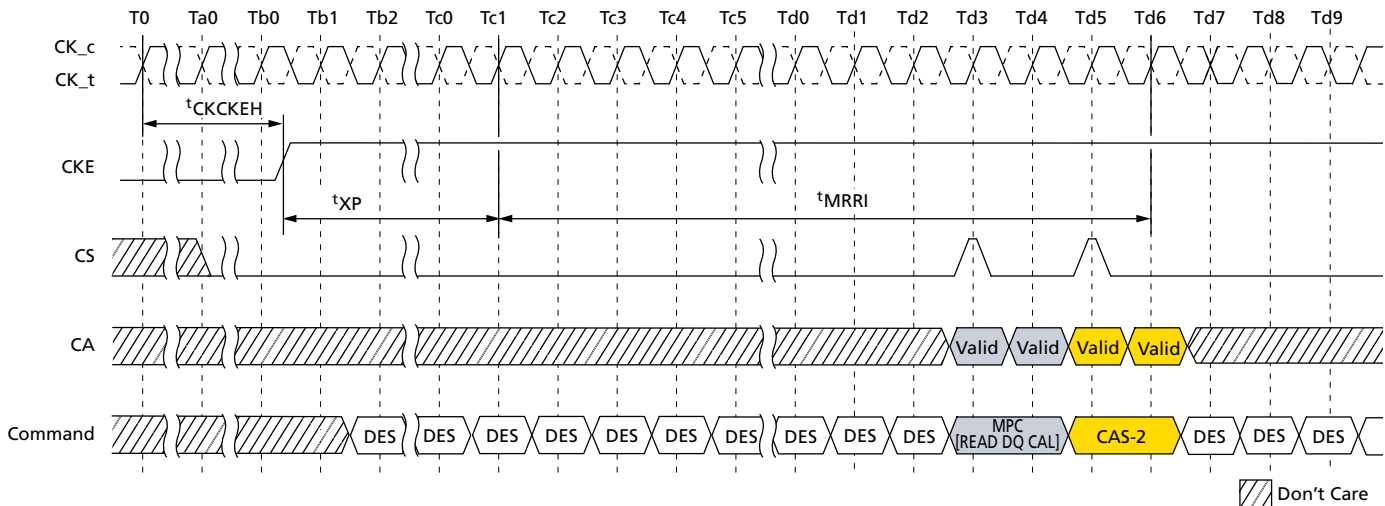 T0 Ta0 Tb0 Tb1 Tb2 Tc0 Tc1 Tc2 Tc3 Tc4 Tc5 Td0 Td1 Td2 Td3 Td4 Td5 Td6 Td7 Td8 Td9
CK_c
CK_t
tCKCKEH
CKE
tXP
tMRRI
CS
CA
Valid Valid Valid Valid
Command
DES DES DES DES DES DES DES DES DES DES MPC [READ DQ CAL] CAS-2 DES DES DES
Don't Care